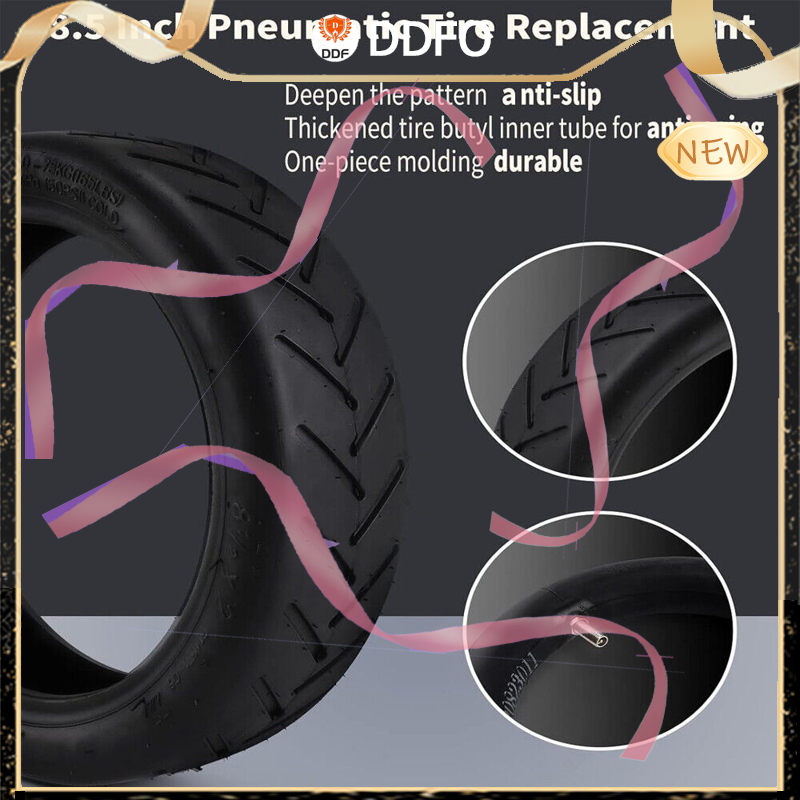 8.5 Inch Pneumatic Tire Replacement
DDF
DDFO
Deepen the pattern anti-slip
Thickened tire butyl inner tube for
One-piece molding durable
NEW